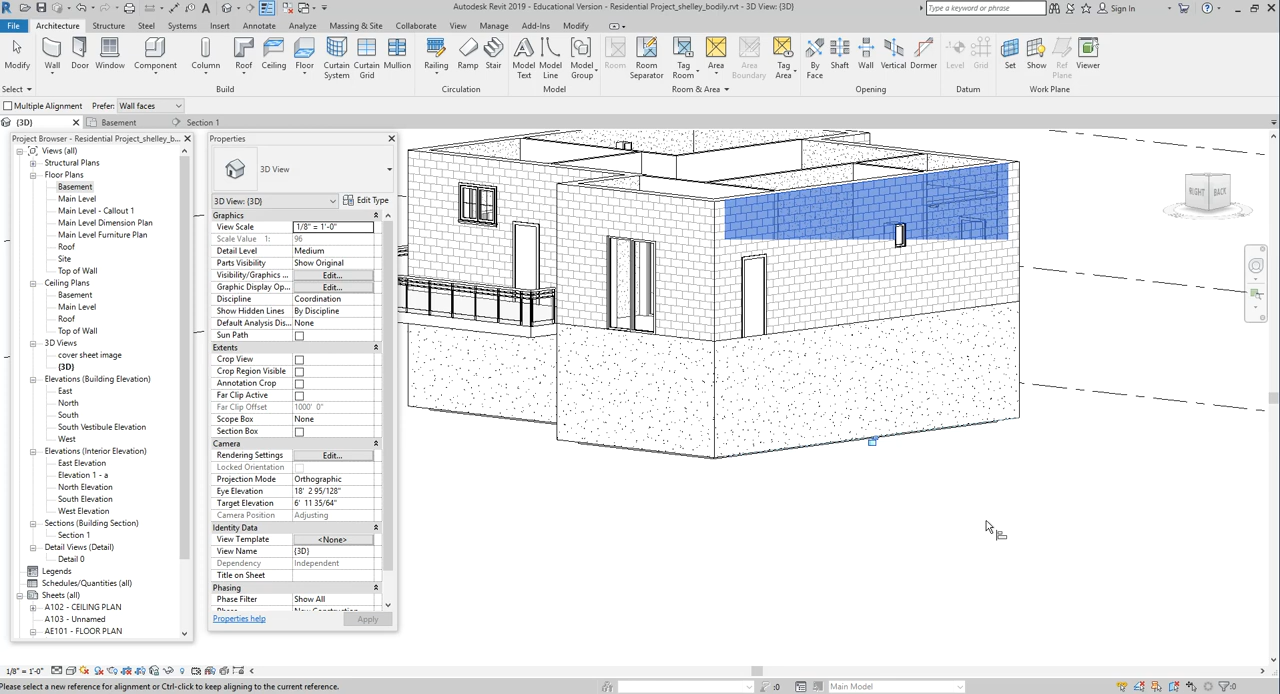 Autodesk Revit 2019 - Educational Version - Residential Project_shelley_bodily.rvt - 3D View: {3D}
Type a keyword or phrase
Sign In
File Architecture Structure Steel Systems Insert Annotate Analyze Massing & Site Collaborate View Manage Add-Ins Modify
Modify Wall Door Window Component Column Roof Ceiling Floor Curtain System Curtain Grid Mullion Railing Ramp Stair Model Text Model Line Model Group Room Room Separator Tag Room Area Area Boundary Tag Area By Face Shaft Wall Vertical Dormer Level Grid Set Show Ref Plane Viewer
Select Build Circulation Model Room & Area Opening Datum Work Plane
Multiple Alignment Prefer: Wall faces
{3D} Basement Section 1
Project Browser - Residential Project_shelley_b...
Views (all)
Structural Plans
Floor Plans
Basement
Main Level
Main Level - Callout 1
Main Level Dimension Plan
Main Level Furniture Plan
Roof
Site
Top of Wall
Ceiling Plans
Basement
Main Level
Roof
Top of Wall
3D Views
cover sheet image
{3D}
Elevations (Building Elevation)
East
North
South
South Vestibule Elevation
West
Elevations (Interior Elevation)
East Elevation
Elevation 1 - a
North Elevation
South Elevation
West Elevation
Sections (Building Section)
Section 1
Detail Views (Detail)
Detail 0
Legends
Schedules/Quantities (all)
Sheets (all)
A102 - CEILING PLAN
A103 - Unnamed
AE101 - FLOOR PLAN
Properties
3D View
3D View: {3D} Edit Type
Graphics
View Scale 1/8" = 1'-0"
Scale Value 1: 96
Detail Level Medium
Parts Visibility Show Original
Visibility/Graphics ... Edit...
Graphic Display Op... Edit...
Discipline Coordination
Show Hidden Lines By Discipline
Default Analysis Dis... None
Sun Path
Extents
Crop View
Crop Region Visible
Annotation Crop
Far Clip Active
Far Clip Offset 1000' 0"
Scope Box None
Section Box
Camera
Rendering Settings Edit...
Locked Orientation
Projection Mode Orthographic
Eye Elevation 18' 2 95/128"
Target Elevation 6' 11 35/64"
Camera Position Adjusting
Identity Data
View Template <None>
View Name {3D}
Dependency Independent
Title on Sheet
Phasing
Phase Filter Show All
Properties help Apply
RIGHT BACK
1/8" = 1'-0"
Please select a new reference for alignment or Ctrl-click to keep aligning to the current reference.
:0 Main Model :0